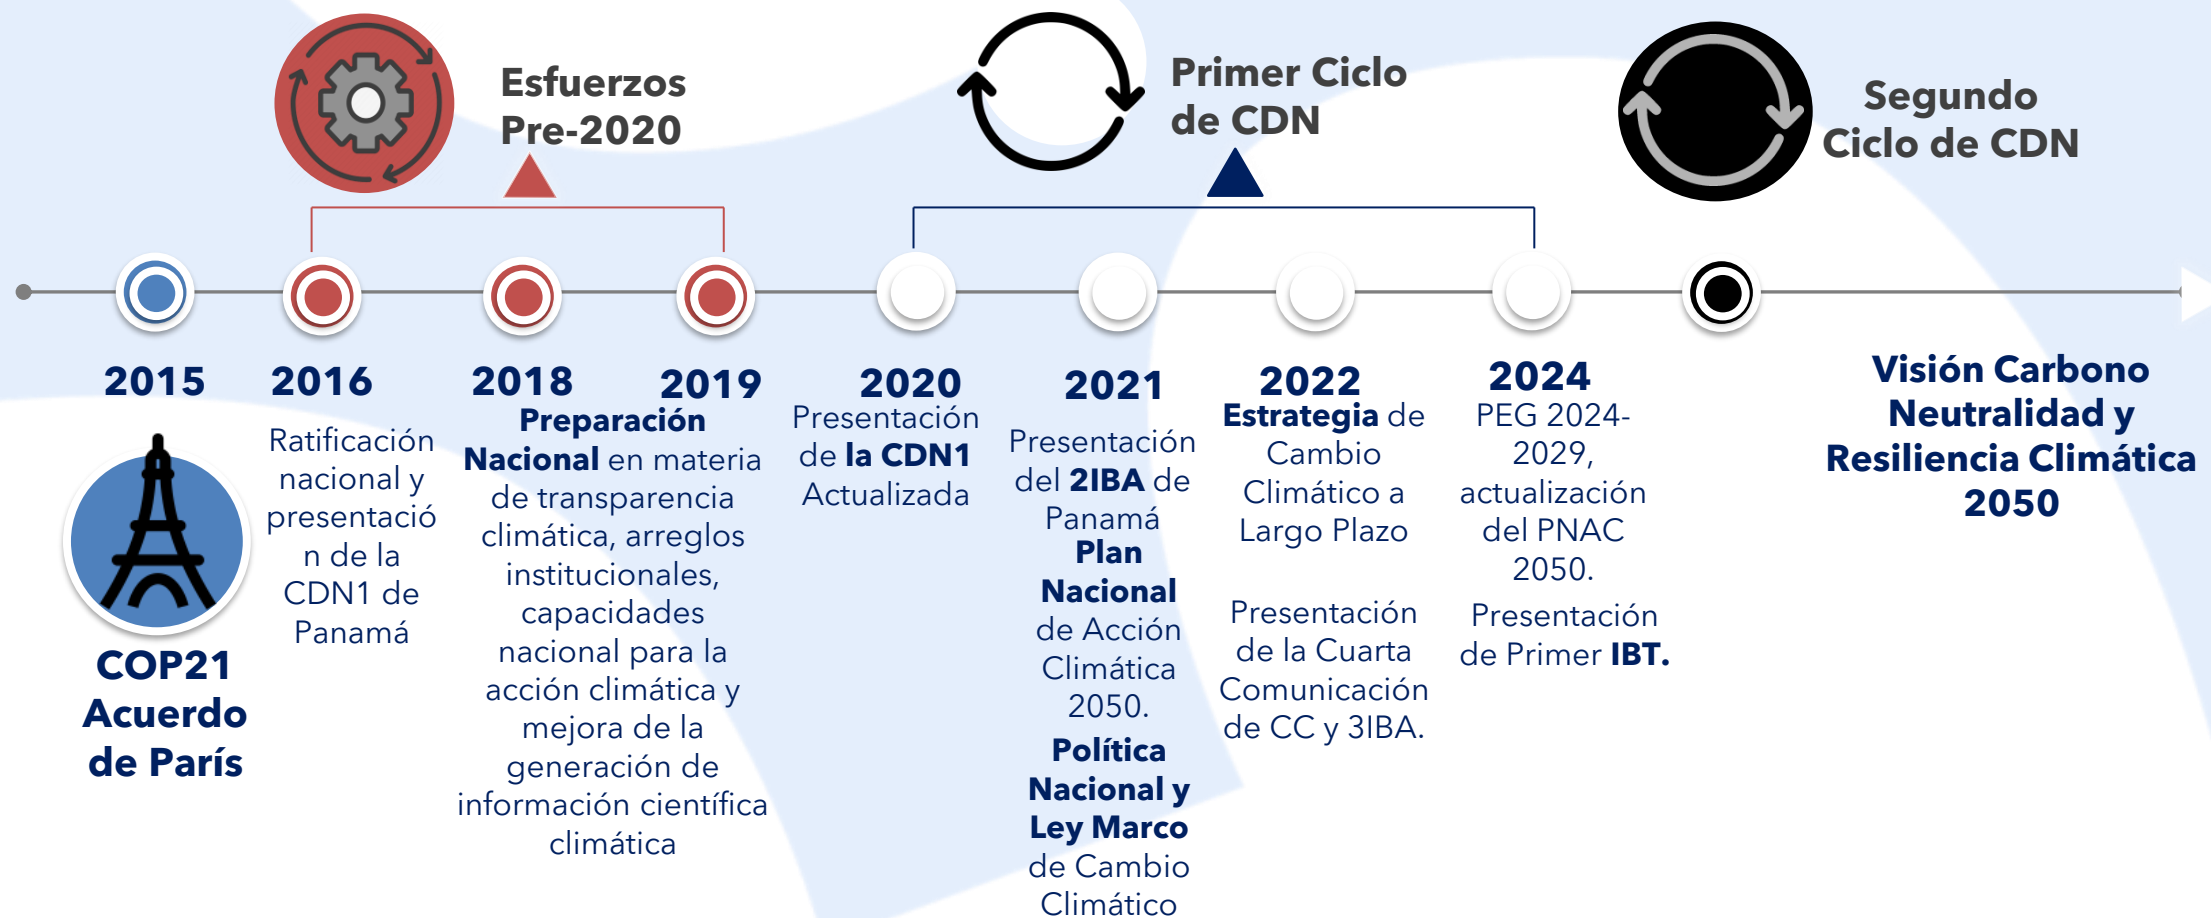 Esfuerzos
Pre-2020
Primer Ciclo
de CDN
Segundo
Ciclo de CDN
2015
COP21
Acuerdo
de París
2016
Ratificación
nacional y
presentació
n de la
CDN1 de
Panamá
2018
2019
Preparación
Nacional en materia
de transparencia
climática, arreglos
institucionales,
capacidades
nacional para la
acción climática y
mejora de la
generación de
información científica
climática
2020
Presentación
de la CDN1
Actualizada
2021
Presentación
del 2IBA de
Panamá
Plan
Nacional
de Acción
Climática
2050.
Política
Nacional y
Ley Marco
de Cambio
Climático
2022
Estrategia de
Cambio
Climático a
Largo Plazo
Presentación
de la Cuarta
Comunicación
de CC y 3IBA.
2024
PEG 2024-
2029,
actualización
del PNAC
2050.
Presentación
de Primer IBT.
Visión Carbono
Neutralidad y
Resiliencia Climática
2050